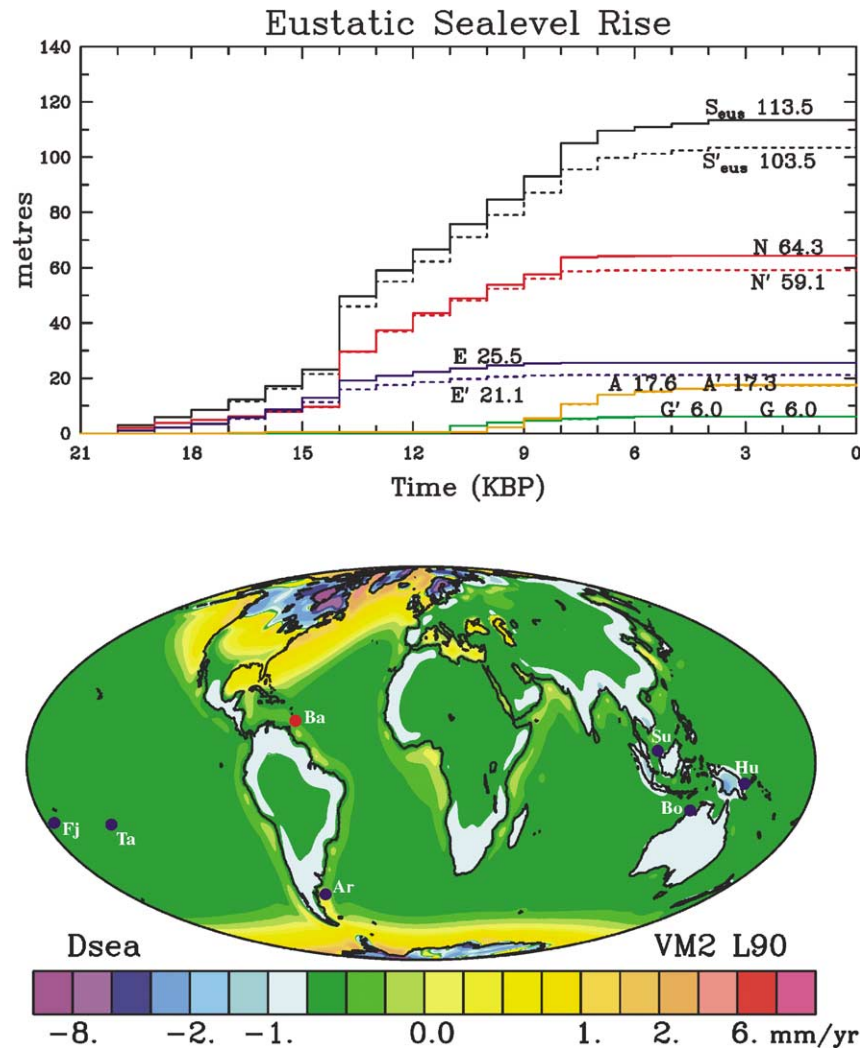 Eustatic Sealevel Rise
140
120
100
80
60
40
20
0
metres
S_eus 113.5
S'_eus 103.5
N 64.3
N' 59.1
E 25.5
E' 21.1
A 17.6 A' 17.3
G' 6.0 G 6.0
21 18 15 12 9 6 3 0
Time (KBP)
Ba
Su
Hu
Bo
Fj
Ta
Ar
Dsea VM2 L90
-8. -2. -1. 0.0 1. 2. 6. mm/yr